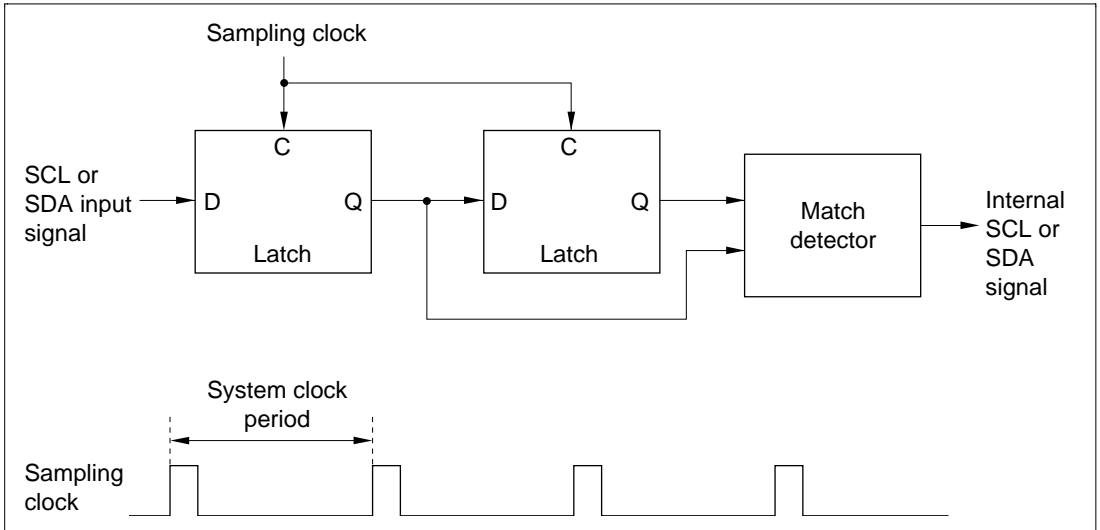 Sampling clock
C
C
SCL or
SDA input
signal
D
Q
Latch
D
Q
Latch
Match
detector
Internal
SCL or
SDA
signal
System clock
period
Sampling
clock